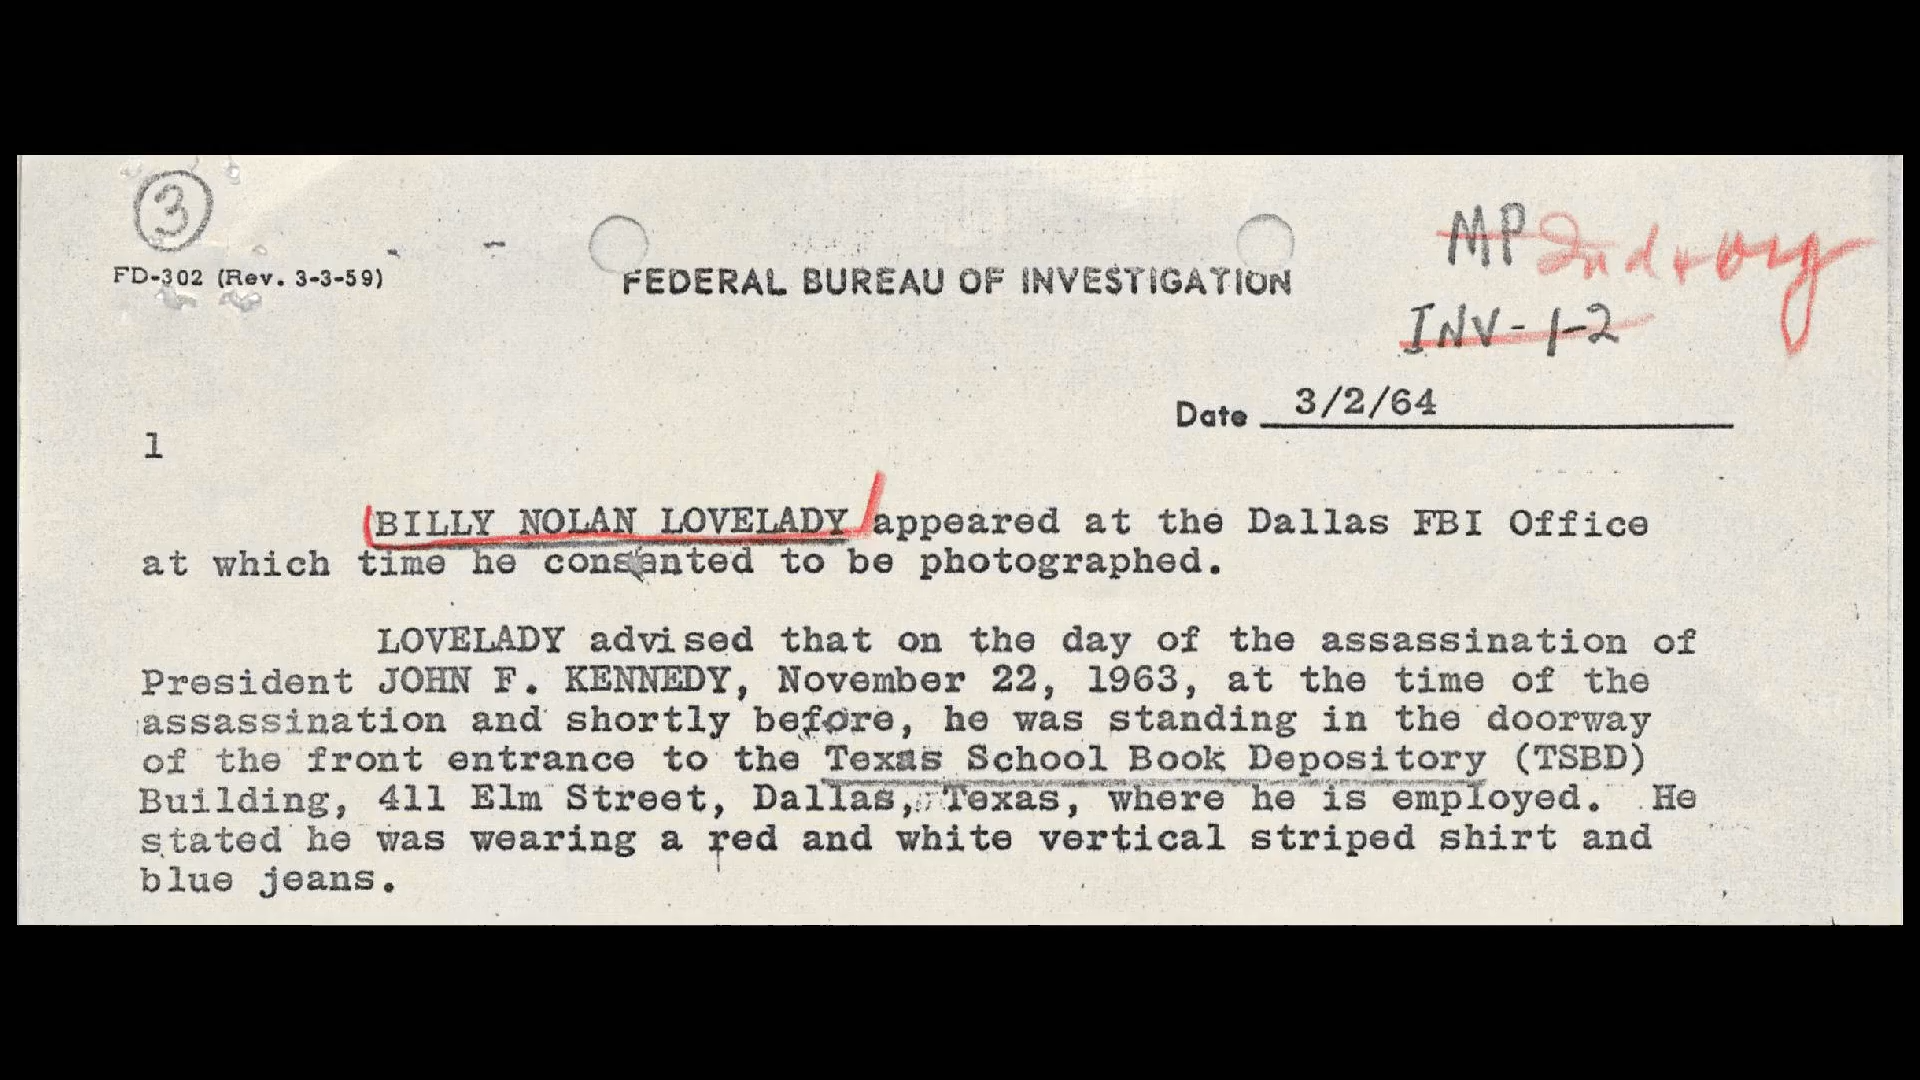 3
MP Ind + Org
FD-302 (Rev. 3-3-59)
FEDERAL BUREAU OF INVESTIGATION
INV-1-2
Date 3/2/64
1
BILLY NOLAN LOVELADY appeared at the Dallas FBI Office
at which time he consented to be photographed.
LOVELADY advised that on the day of the assassination of
President JOHN F. KENNEDY, November 22, 1963, at the time of the
assassination and shortly before, he was standing in the doorway
of the front entrance to the Texas School Book Depository (TSBD)
Building, 411 Elm Street, Dallas, Texas, where he is employed. He
stated he was wearing a red and white vertical striped shirt and
blue jeans.